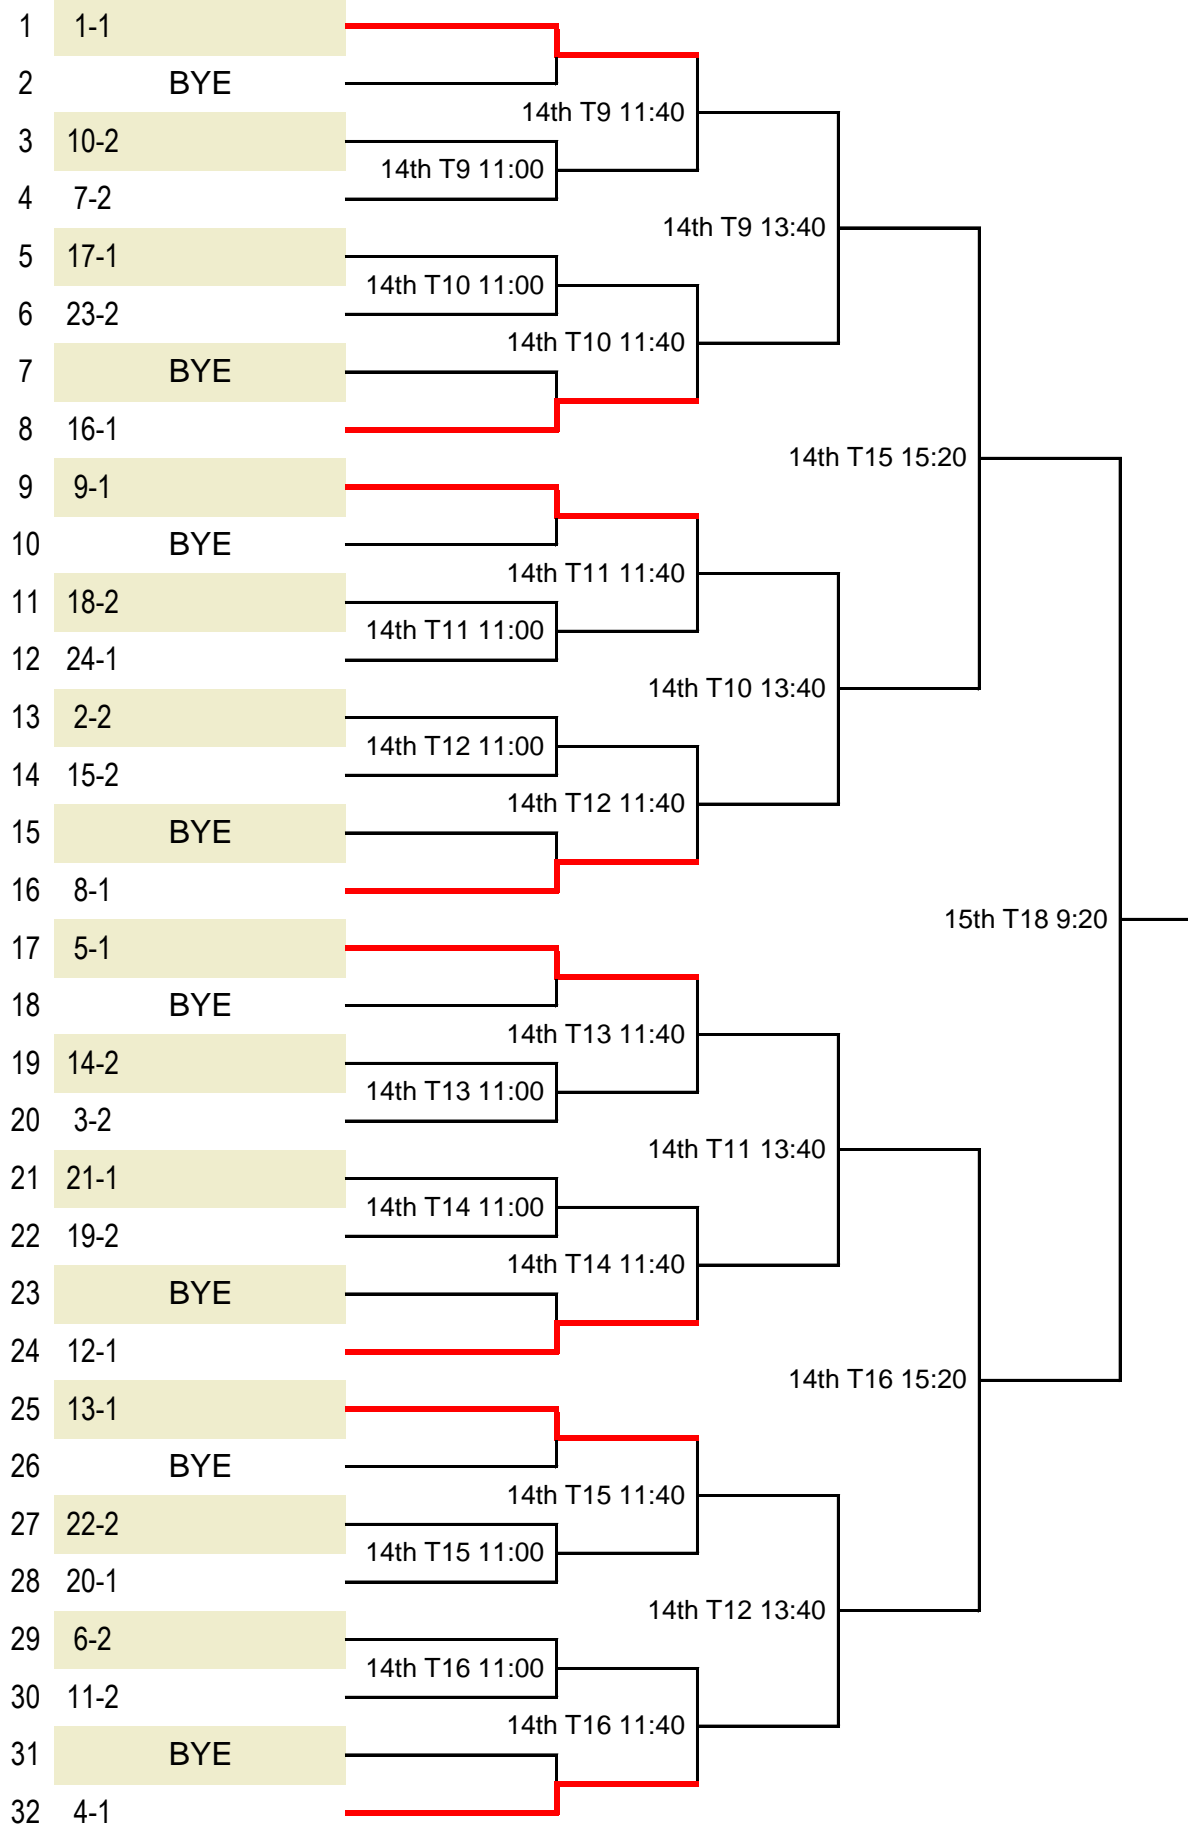 1 1-1
2 BYE
14th T9 11:40
3 10-2
14th T9 11:00
4 7-2
14th T9 13:40
5 17-1
14th T10 11:00
6 23-2
14th T10 11:40
7 BYE
8 16-1
14th T15 15:20
9 9-1
10 BYE
14th T11 11:40
11 18-2
14th T11 11:00
12 24-1
14th T10 13:40
13 2-2
14th T12 11:00
14 15-2
14th T12 11:40
15 BYE
16 8-1
15th T18 9:20
17 5-1
18 BYE
14th T13 11:40
19 14-2
14th T13 11:00
20 3-2
14th T11 13:40
21 21-1
14th T14 11:00
22 19-2
14th T14 11:40
23 BYE
24 12-1
14th T16 15:20
25 13-1
26 BYE
14th T15 11:40
27 22-2
14th T15 11:00
28 20-1
14th T12 13:40
29 6-2
14th T16 11:00
30 11-2
14th T16 11:40
31 BYE
32 4-1